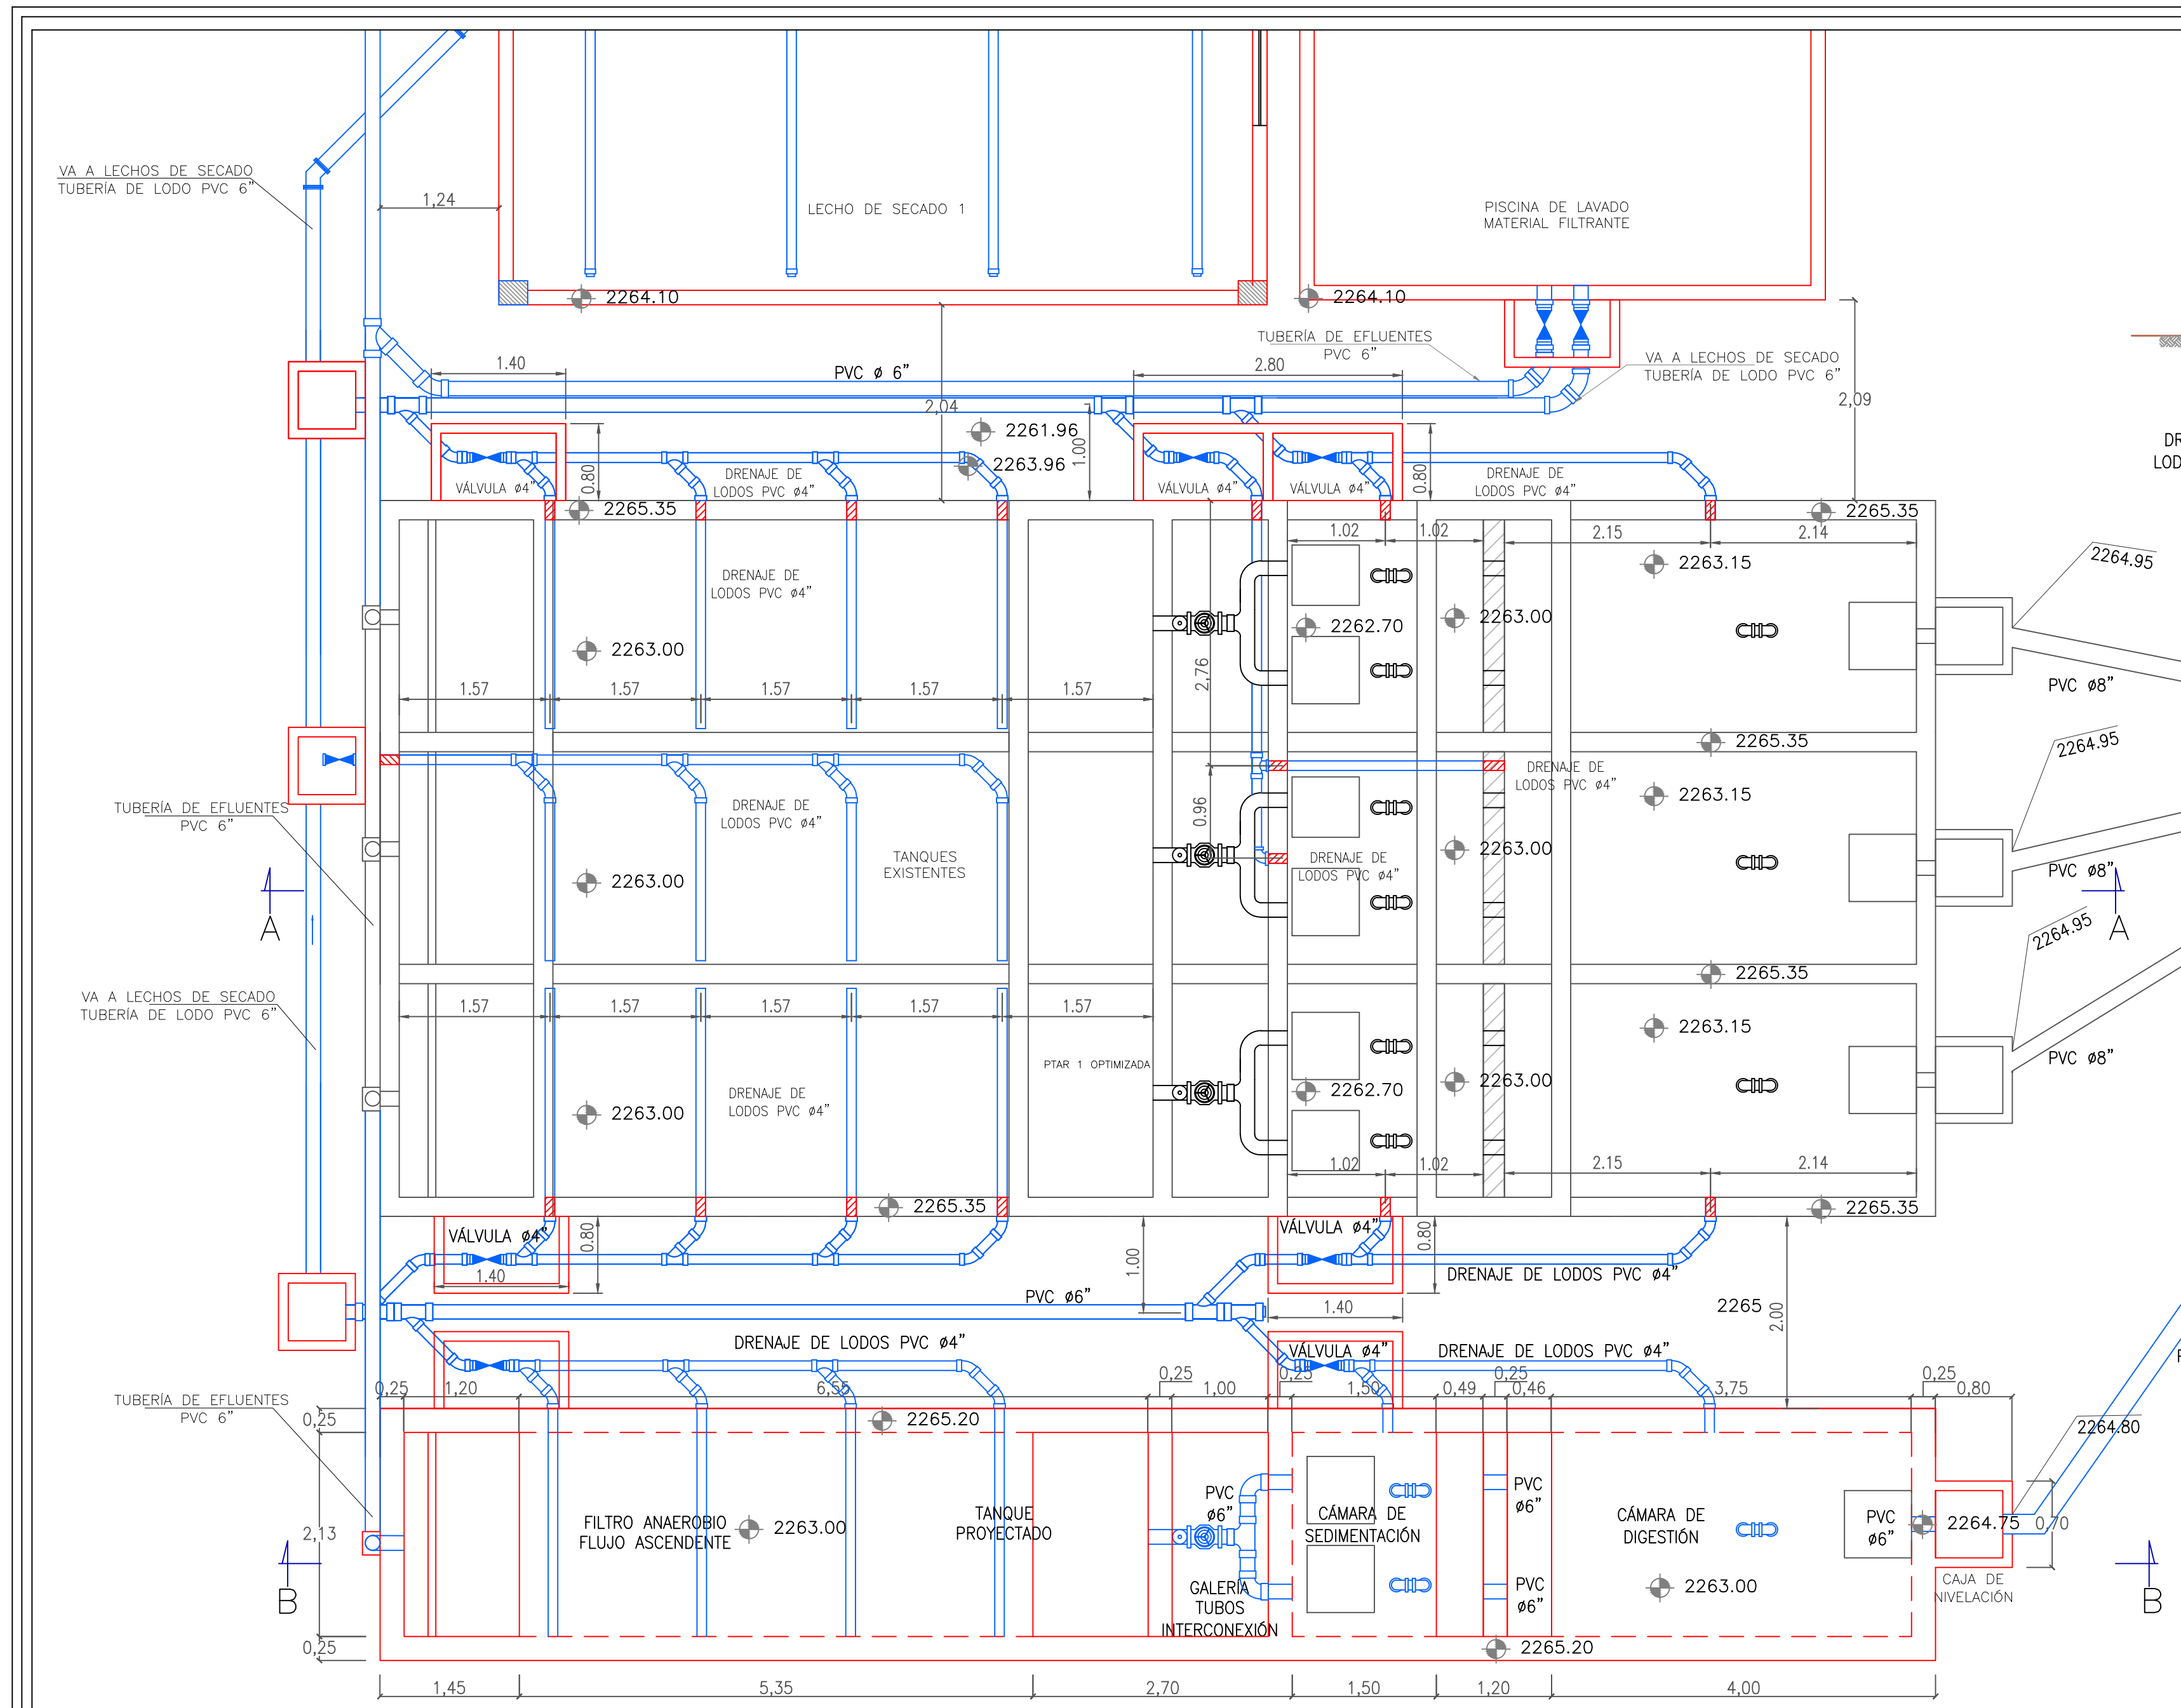 VA A LECHOS DE SECADO
TUBERÍA DE LODO PVC 6"
1,24
LECHO DE SECADO 1
PISCINA DE LAVADO
MATERIAL FILTRANTE
2264.10
2264.10
TUBERÍA DE EFLUENTES
PVC 6"
VA A LECHOS DE SECADO
TUBERÍA DE LODO PVC 6"
1.40
PVC ø 6"
2.80
2,04
2,09
2261.96
2263.96
1.00
0.80
0.80
VÁLVULA ø4"
DRENAJE DE
LODOS PVC ø4"
VÁLVULA ø4"
VÁLVULA ø4"
DRENAJE DE
LODOS PVC ø4"
2265.35
2265.35
1.02
1.02
2.15
2.14
DRENAJE DE
LODOS PVC ø4"
2263.15
2264.95
2263.00
2262.70
2263.00
2,76
PVC ø8"
1.57
1.57
1.57
1.57
1.57
2265.35
2264.95
DRENAJE DE
LODOS PVC ø4"
TUBERÍA DE EFLUENTES
PVC 6"
DRENAJE DE
LODOS PVC ø4"
2263.15
0.96
TANQUES
EXISTENTES
2263.00
DRENAJE DE
LODOS PVC ø4"
2263.00
PVC ø8"
A
A
2264.95
2265.35
VA A LECHOS DE SECADO
TUBERÍA DE LODO PVC 6"
1.57
1.57
1.57
1.57
1.57
2263.15
PTAR 1 OPTIMIZADA
PVC ø8"
DRENAJE DE
LODOS PVC ø4"
2263.00
2262.70
2263.00
1.02
1.02
2.15
2.14
2265.35
2265.35
VÁLVULA ø4"
0.80
1.40
1.00
VÁLVULA ø4"
0.80
DRENAJE DE LODOS PVC ø4"
PVC ø6"
1.40
2265
2.00
DRENAJE DE LODOS PVC ø4"
VÁLVULA ø4"
DRENAJE DE LODOS PVC ø4"
TUBERÍA DE EFLUENTES
PVC 6"
0,25
1,20
6,55
0,25
1,00
0,25
1,50
0,49
0,25
0,46
3,75
0,25
0,80
0,25
2265.20
2264.80
2,13
FILTRO ANAEROBIO
FLUJO ASCENDENTE
2263.00
TANQUE
PROYECTADO
PVC
ø6"
CÁMARA DE
SEDIMENTACIÓN
PVC
ø6"
CÁMARA DE
DIGESTIÓN
PVC
ø6"
2264.75
0,70
GALERÍA
TUBOS
INTERCONEXIÓN
PVC
ø6"
2263.00
CAJA DE
NIVELACIÓN
B
B
0,25
2265.20
1,45
5,35
2,70
1,50
1,20
4,00